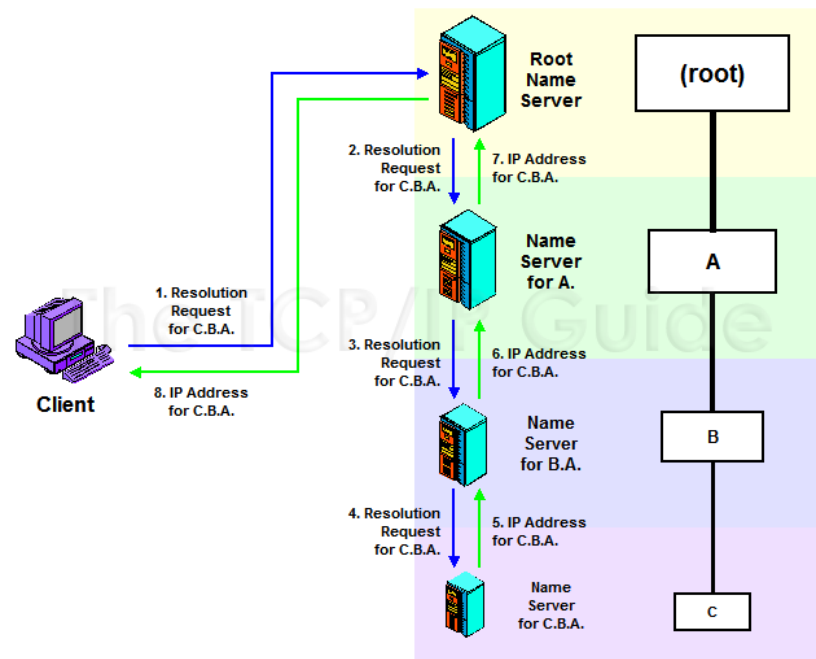 Root
Name
Server
(root)
2. Resolution
Request
for C.B.A.
7. IP Address
for C.B.A.
Name
Server
for A.
A
1. Resolution
Request
for C.B.A.
The TCP/IP Guide
Client
8. IP Address
for C.B.A.
3. Resolution
Request
for C.B.A.
6. IP Address
for C.B.A.
Name
Server
for B.A.
B
4. Resolution
Request
for C.B.A.
5. IP Address
for C.B.A.
Name
Server
for C.B.A.
C